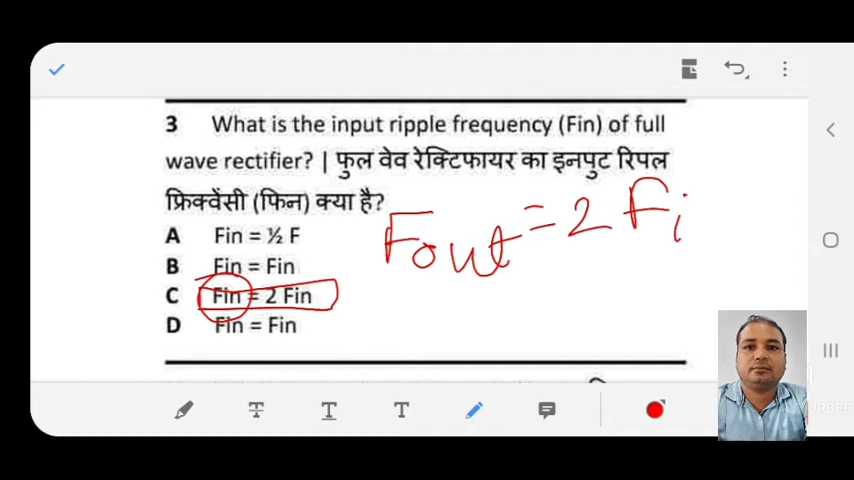 3 What is the input ripple frequency (Fin) of full
wave rectifier? | फुल वेव रेक्टिफायर का इनपुट रिपल
फ्रिक्वेंसी (फिन) क्या है?
A Fin = ½ F
B Fin = Fin
C Fin = 2 Fin
D Fin = Fin
Fout = 2 Fi
T T T